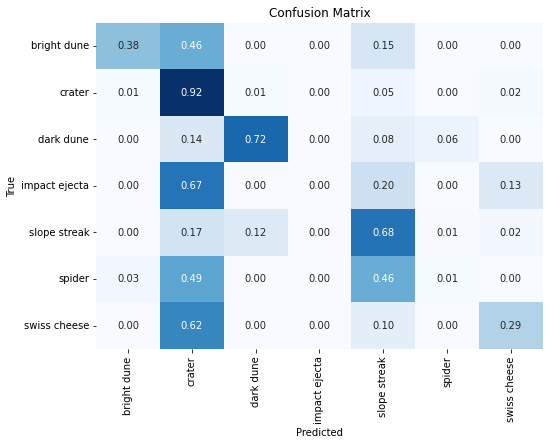 Confusion Matrix
True
bright dune 0.38 0.46 0.00 0.00 0.15 0.00 0.00
crater 0.01 0.92 0.01 0.00 0.05 0.00 0.02
dark dune 0.00 0.14 0.72 0.00 0.08 0.06 0.00
impact ejecta 0.00 0.67 0.00 0.00 0.20 0.00 0.13
slope streak 0.00 0.17 0.12 0.00 0.68 0.01 0.02
spider 0.03 0.49 0.00 0.00 0.46 0.01 0.00
swiss cheese 0.00 0.62 0.00 0.00 0.10 0.00 0.29
bright dune crater dark dune impact ejecta slope streak spider swiss cheese
Predicted